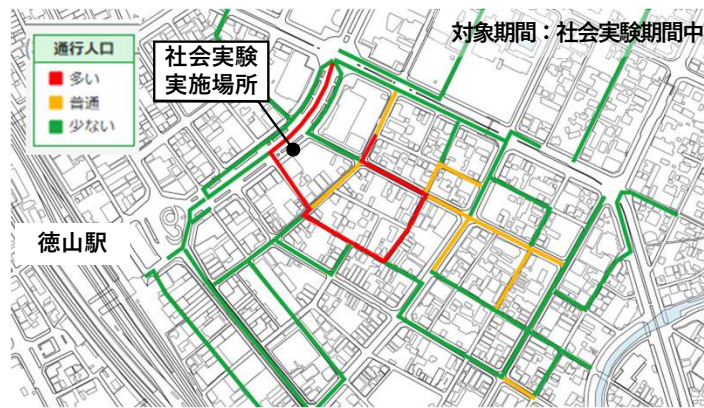 対象期間：社会実験期間中
通行人口
多い
普通
少ない
社会実験
実施場所
徳山駅